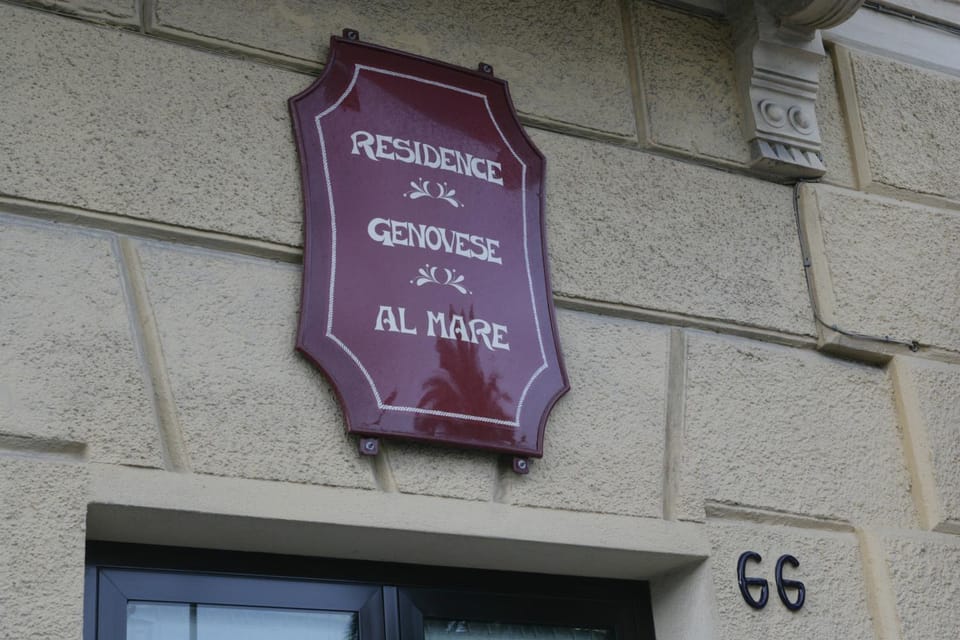 RESIDENCE
GENOVESE
AL MARE
66